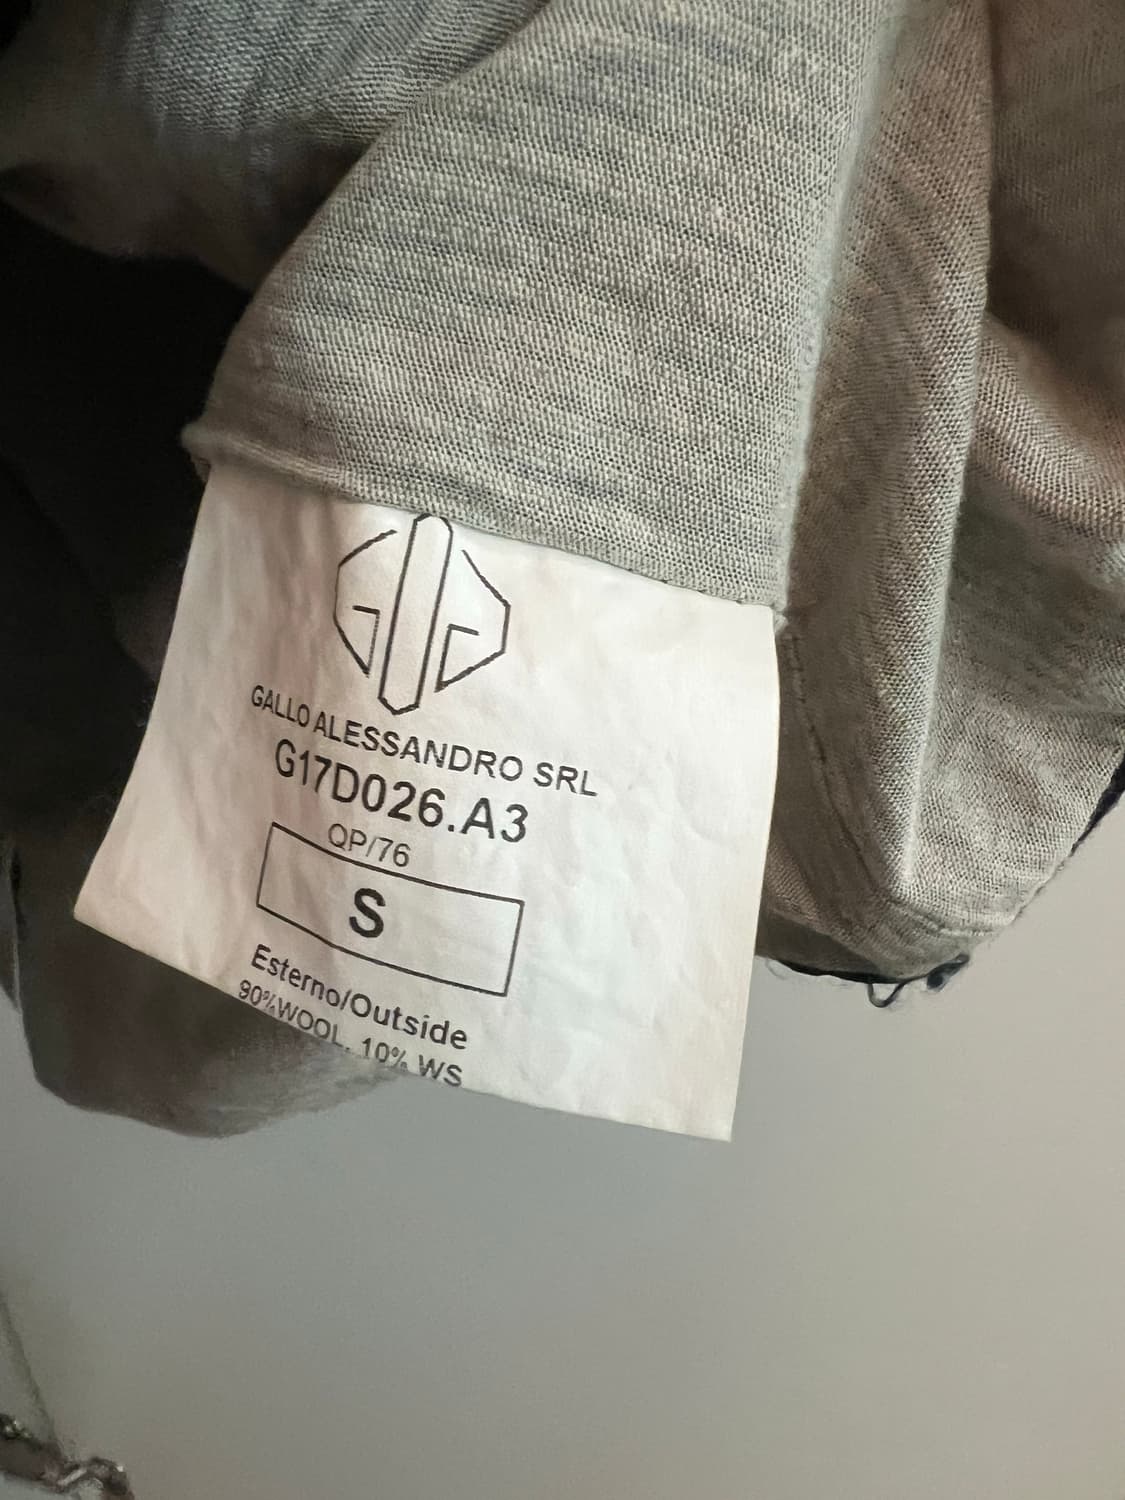 GALLO ALESSANDRO SRL
G17D026.A3
QP/76
S
Esterno/Outside
90%WOOL, 10% WS